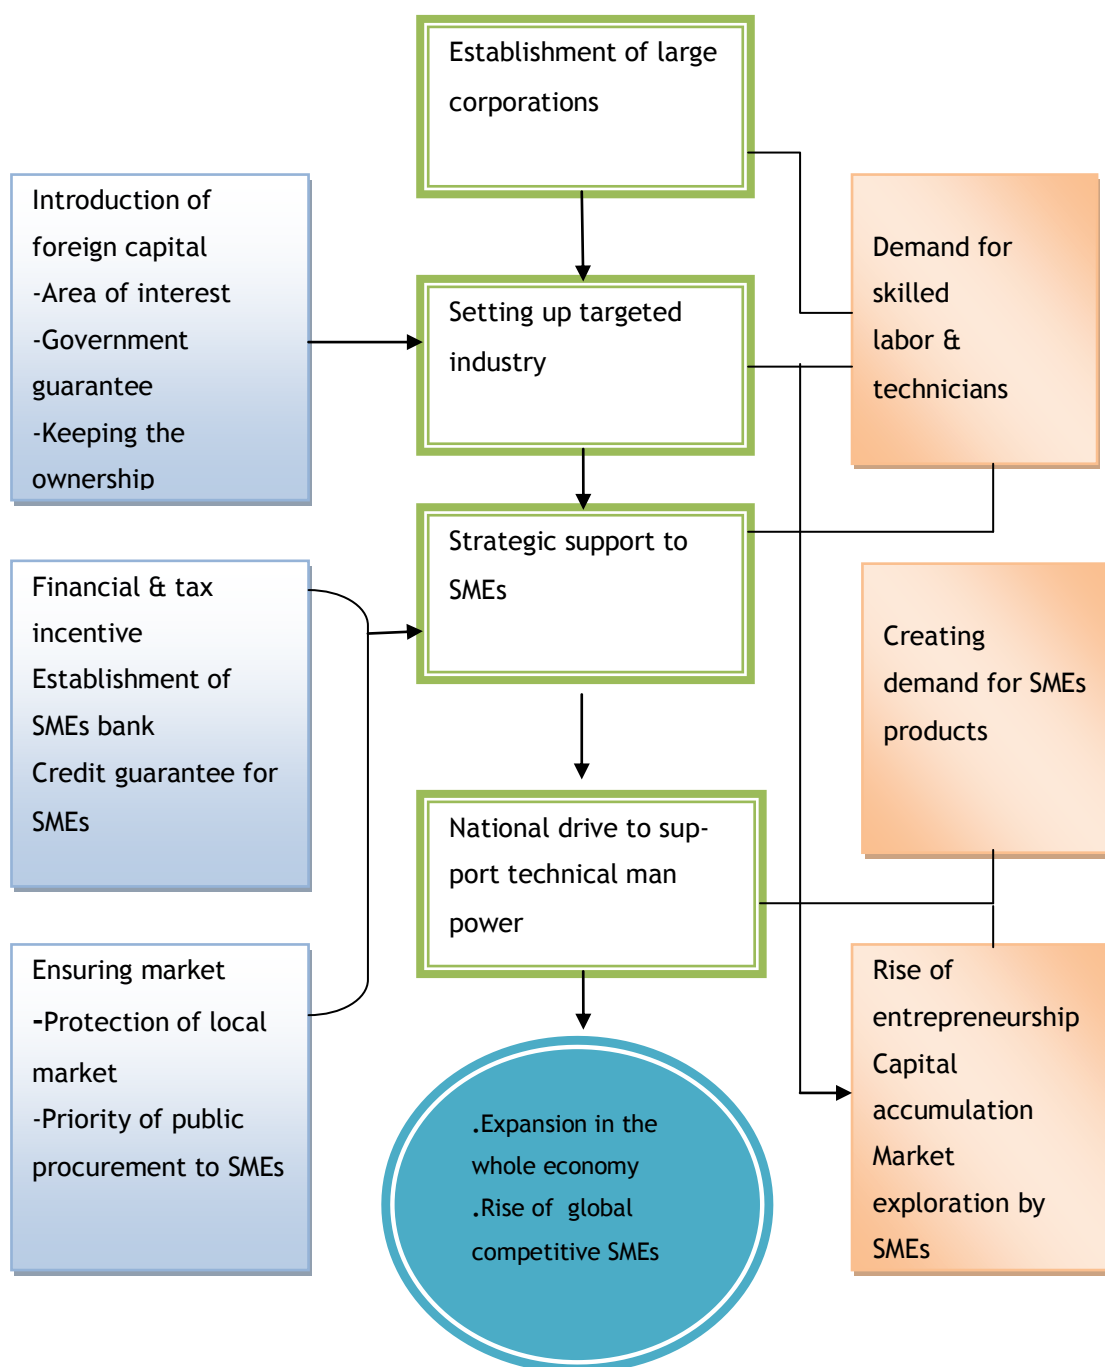 Establishment of large
corporations
Introduction of
foreign capital
-Area of interest
-Government
guarantee
-Keeping the
ownership
Setting up targeted
industry
Demand for
skilled
labor &
technicians
Strategic support to
SMEs
Financial & tax
incentive
Establishment of
SMEs bank
Credit guarantee for
SMEs
Creating
demand for SMEs
products
National drive to sup-
port technical man
power
Ensuring market
-Protection of local
market
-Priority of public
procurement to SMEs
Rise of
entrepreneurship
Capital
accumulation
Market
exploration by
SMEs
.Expansion in the
whole economy
.Rise of global
competitive SMEs